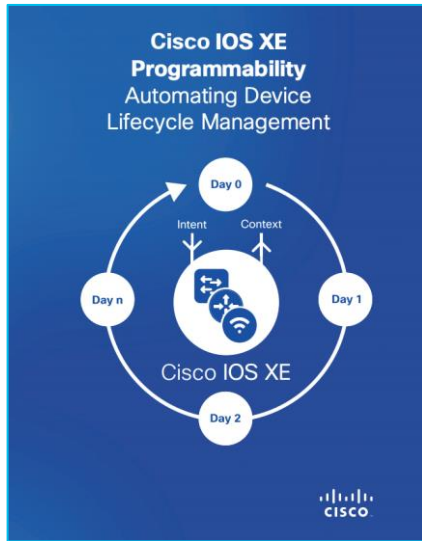 Cisco IOS XE
Programmability
Automating Device
Lifecycle Management
Day 0
Intent Context
Day n
Day 1
Cisco IOS XE
Day 2
CISCO